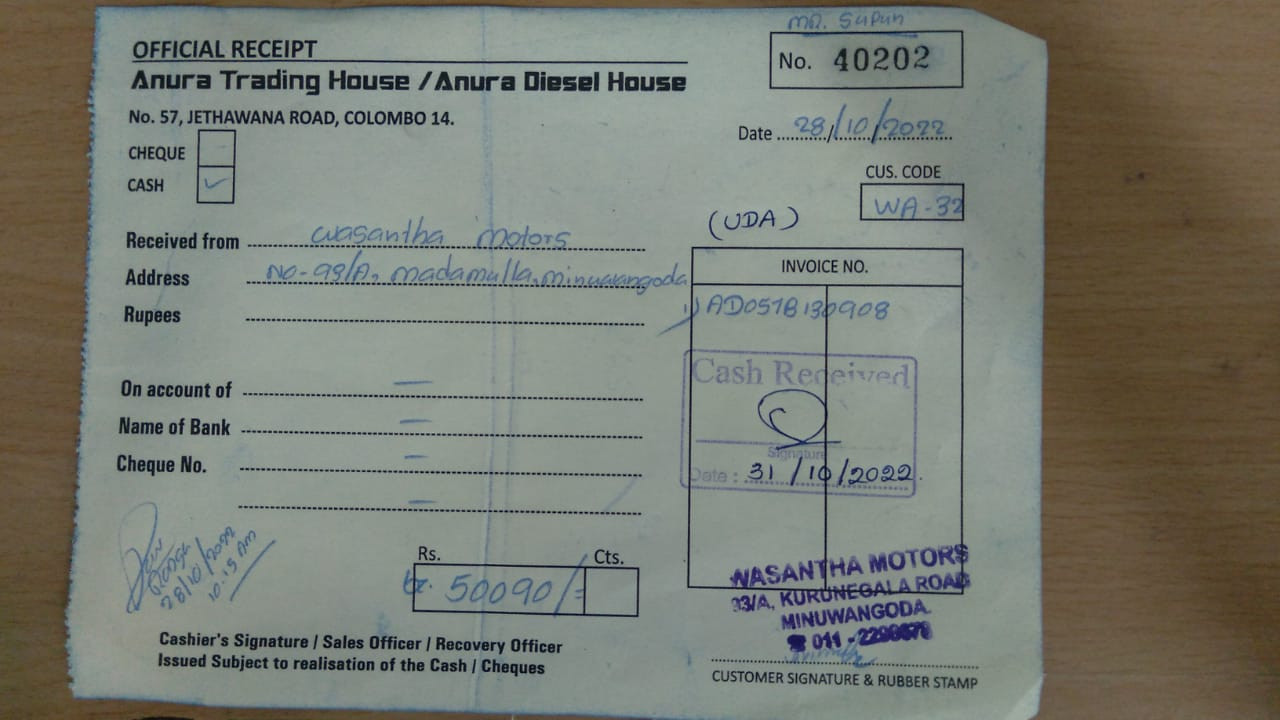 Mr. Supun
OFFICIAL RECEIPT
No. 40202
Anura Trading House / Anura Diesel House
No. 57, JETHAWANA ROAD, COLOMBO 14.
Date 28/10/2022
CHEQUE
CASH ✓
CUS. CODE
WA-32
(UDA)
Received from Wasantha Motors
Address No-93/A, Madamulla, Minuwangoda
Rupees
INVOICE NO.
1) AD057B130908
Cash Received
Signature
Date : 31/10/2022
On account of —
Name of Bank —
Cheque No. —
—
28/10/2022
10.15 AM
Rs. Cts.
50090/=
WASANTHA MOTORS
93/A, KURUNEGALA ROAD
MINUWANGODA.
☎ 011 -
Cashier's Signature / Sales Officer / Recovery Officer
Issued Subject to realisation of the Cash / Cheques
CUSTOMER SIGNATURE & RUBBER STAMP